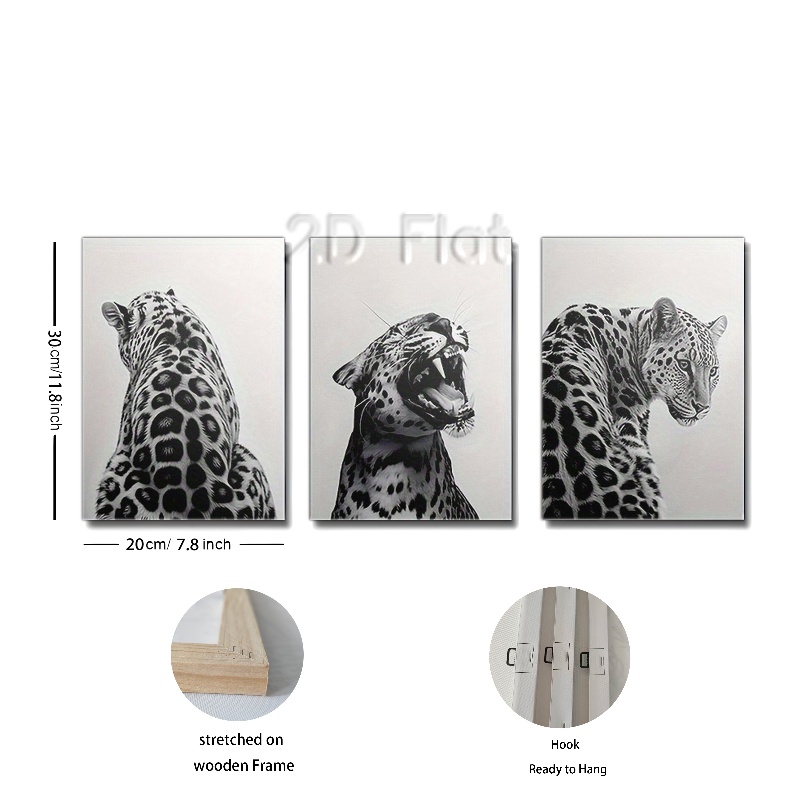 2D Flat
30cm/11.8inch
20cm/ 7.8 inch
stretched on
wooden Frame
Hook
Ready to Hang